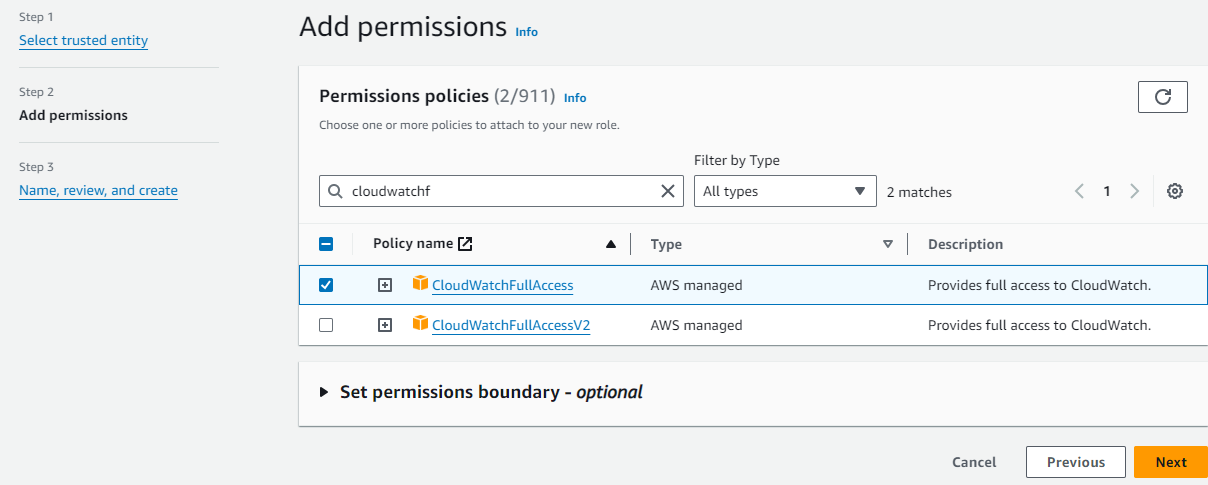 Step 1
Select trusted entity
Step 2
Add permissions
Step 3
Name, review, and create
Add permissions Info
Permissions policies (2/911) Info
Choose one or more policies to attach to your new role.
Filter by Type
cloudwatchf
All types
2 matches
1
Policy name Type Description
CloudWatchFullAccess AWS managed Provides full access to CloudWatch.
CloudWatchFullAccessV2 AWS managed Provides full access to CloudWatch.
Set permissions boundary - optional
Cancel Previous Next